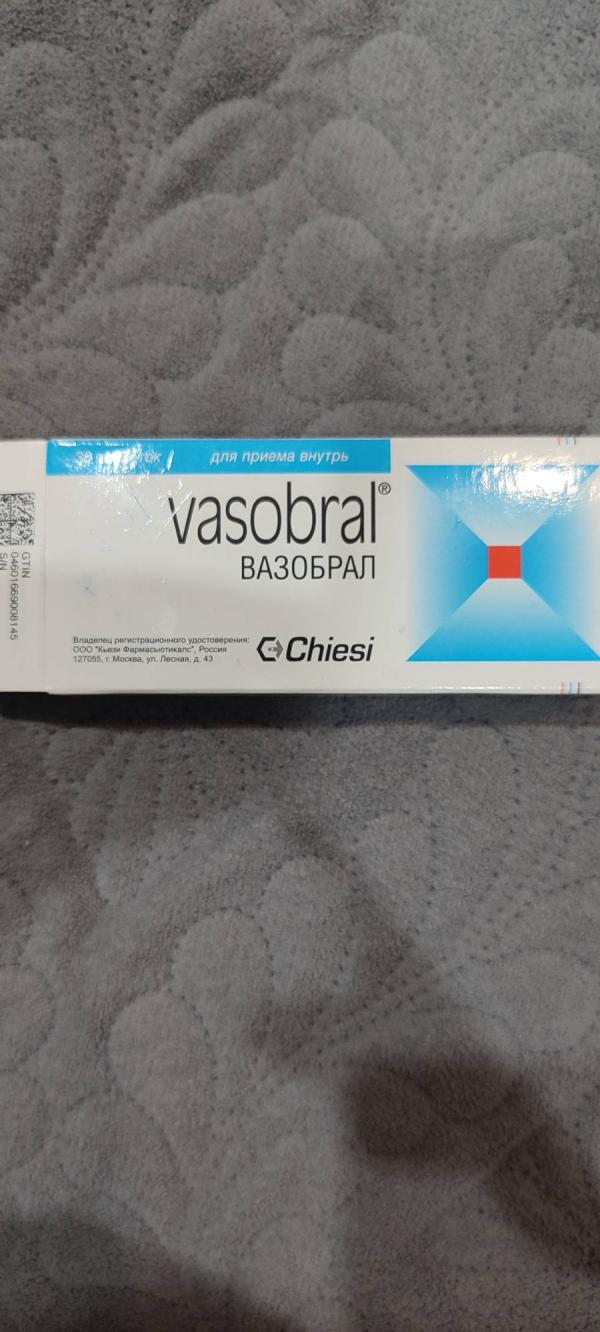 для приема внутрь
vasobral®
ВАЗОБРАЛ
Владелец регистрационного удостоверения:
ООО "Кьези Фармасьютикалс", Россия
127055, г. Москва, ул. Лесная, д. 43
Chiesi
GTIN
04601669008145
S/N